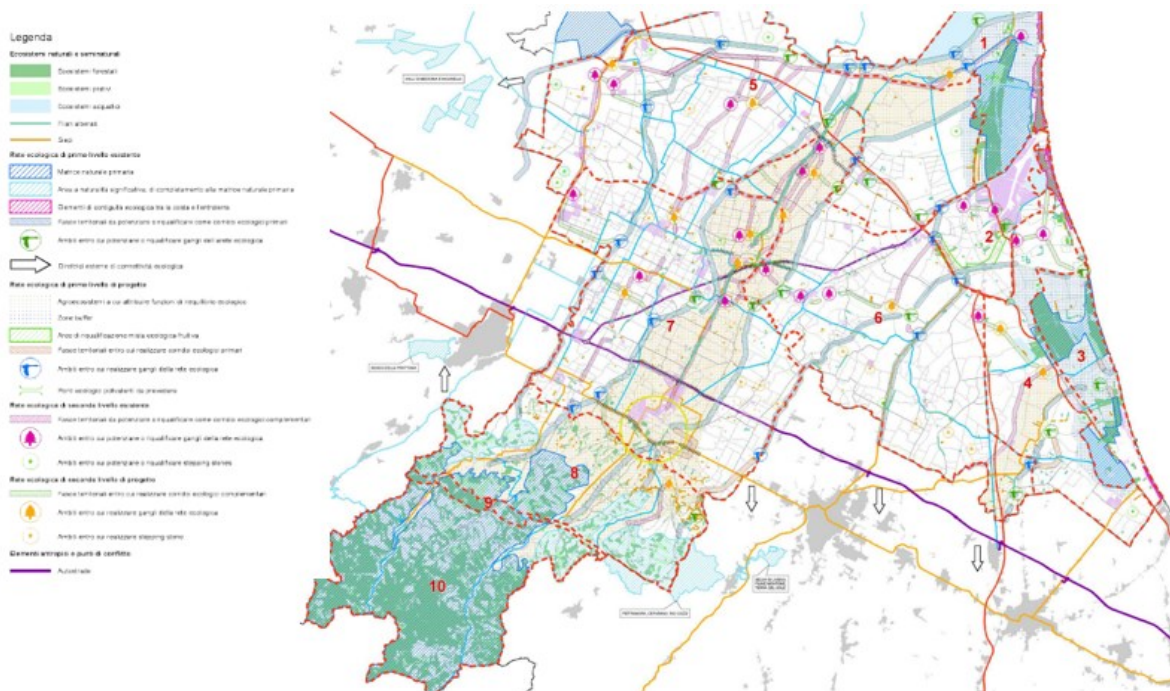 Legenda
Ecosistemi naturali e seminaturali
Ecosistemi forestali
Ecosistemi prativi
Ecosistemi acquatici
Filari alberati
Siepi
Rete ecologica di primo livello esistente
Matrice naturale primaria
Aree a naturalità significativa, di completamento alla matrice naturale primaria
Elementi di contiguità ecologica tra la costa e l'entroterra
Fasce territoriali da potenziare o riqualificare come corridoi ecologici primari
Ambiti entro cui potenziare o riqualificare gangli della rete ecologica
Direttrici esterne di connettività ecologica
Rete ecologica di primo livello di progetto
Agroecosistemi a cui attribuire funzioni di riequilibrio ecologico
Zone buffer
Aree di riqualificazione mista ecologica fruitiva
Fasce territoriali entro cui realizzare corridoi ecologici primari
Ambiti entro cui realizzare gangli della rete ecologica
Ponti ecologici polivalenti da prevedere
Rete ecologica di secondo livello esistente
Fasce territoriali da potenziare o riqualificare come corridoi ecologici complementari
Ambiti entro cui potenziare o riqualificare gangli della rete ecologica
Ambiti entro cui potenziare o riqualificare stepping stones
Rete ecologica di secondo livello di progetto
Fasce territoriali entro cui realizzare corridoi ecologici complementari
Ambiti entro cui realizzare gangli della rete ecologica
Ambiti entro cui realizzare stepping stone
Elementi antropici e punti di conflitto
Autostrade
1
5
2
6
7
3
4
8
9
10